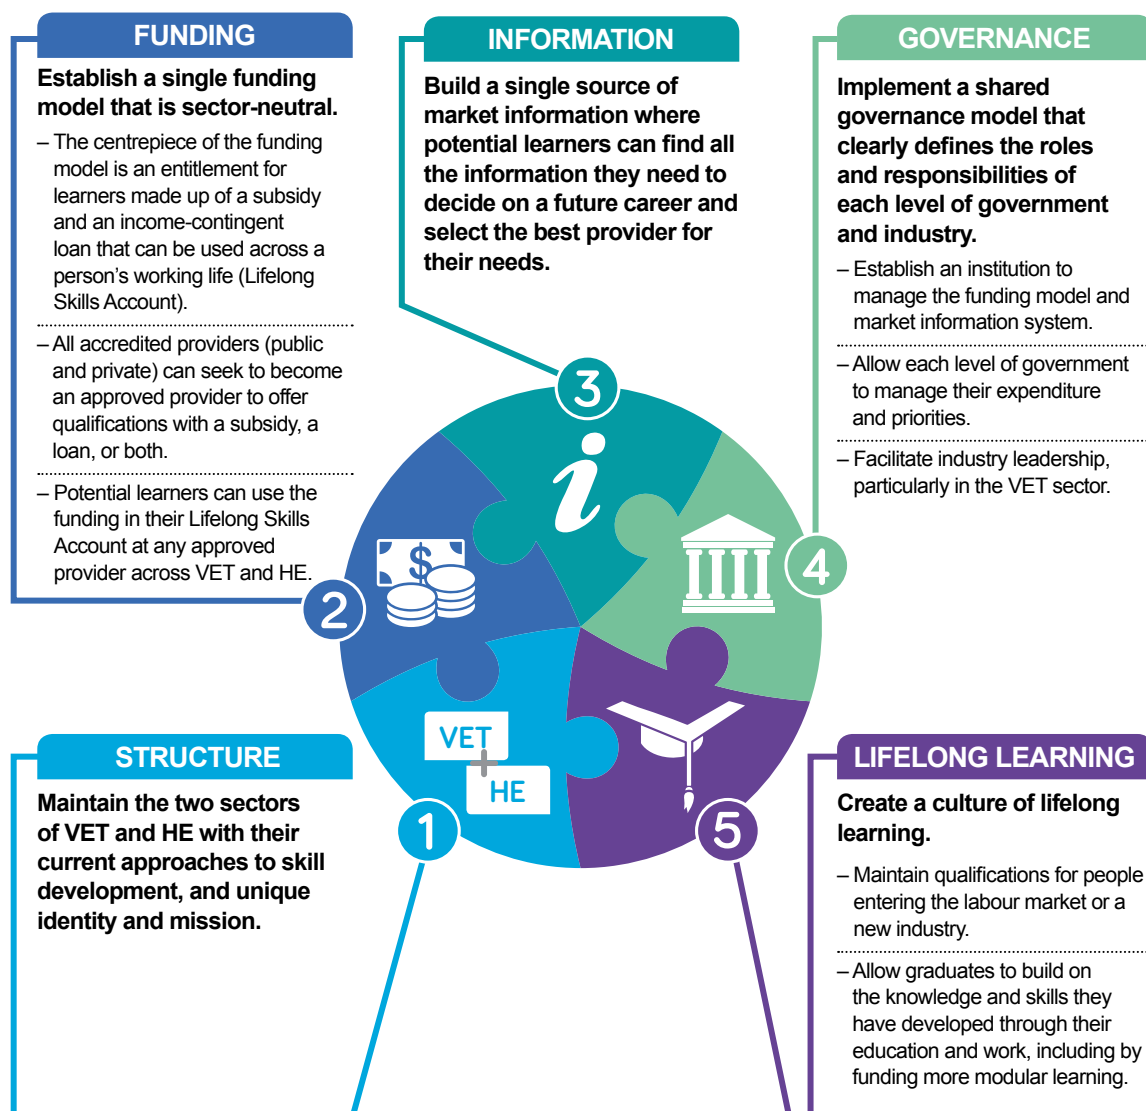 FUNDING
Establish a single funding
model that is sector-neutral.
– The centrepiece of the funding
model is an entitlement for
learners made up of a subsidy
and an income-contingent
loan that can be used across a
person's working life (Lifelong
Skills Account).
– All accredited providers (public
and private) can seek to become
an approved provider to offer
qualifications with a subsidy, a
loan, or both.
– Potential learners can use the
funding in their Lifelong Skills
Account at any approved
provider across VET and HE.
INFORMATION
Build a single source of
market information where
potential learners can find all
the information they need to
decide on a future career and
select the best provider for
their needs.
GOVERNANCE
Implement a shared
governance model that
clearly defines the roles
and responsibilities of
each level of government
and industry.
– Establish an institution to
manage the funding model and
market information system.
– Allow each level of government
to manage their expenditure
and priorities.
– Facilitate industry leadership,
particularly in the VET sector.
3
i
$
2
4
VET
+
HE
1
5
STRUCTURE
Maintain the two sectors
of VET and HE with their
current approaches to skill
development, and unique
identity and mission.
LIFELONG LEARNING
Create a culture of lifelong
learning.
– Maintain qualifications for people
entering the labour market or a
new industry.
– Allow graduates to build on
the knowledge and skills they
have developed through their
education and work, including by
funding more modular learning.